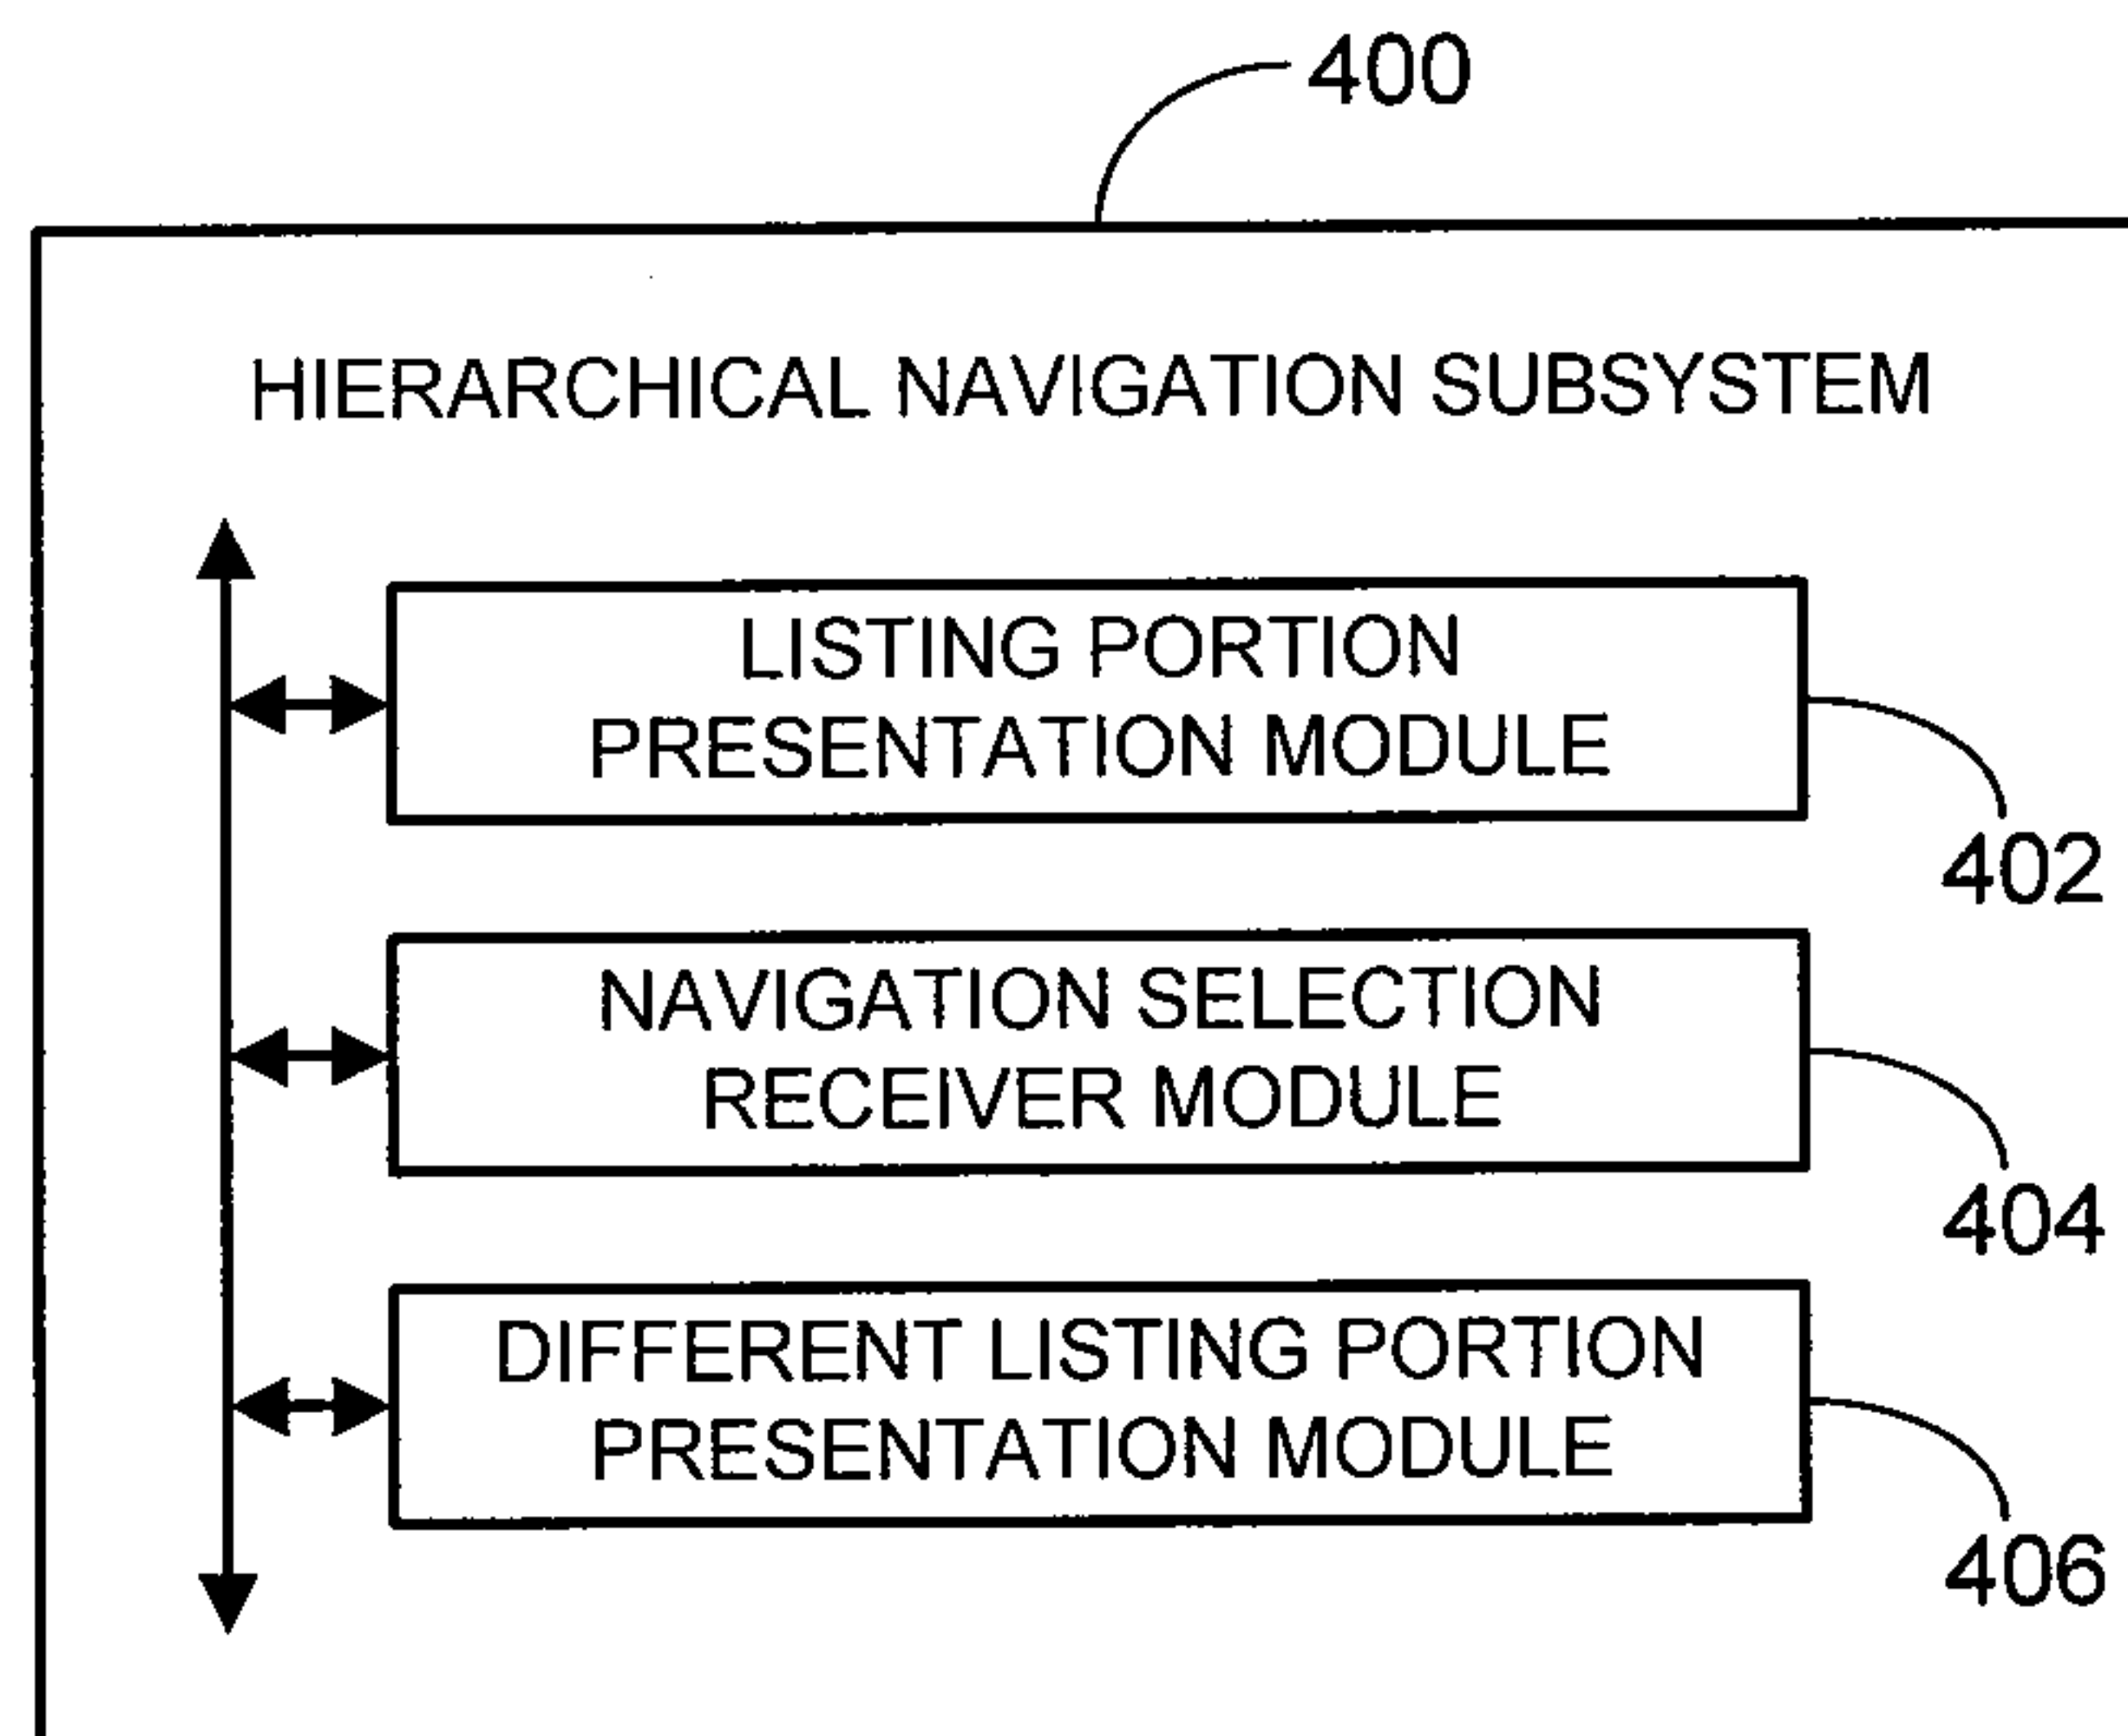 400
HIERARCHICAL NAVIGATION SUBSYSTEM
LISTING PORTION
PRESENTATION MODULE
402
NAVIGATION SELECTION
RECEIVER MODULE
404
DIFFERENT LISTING PORTION
PRESENTATION MODULE
406